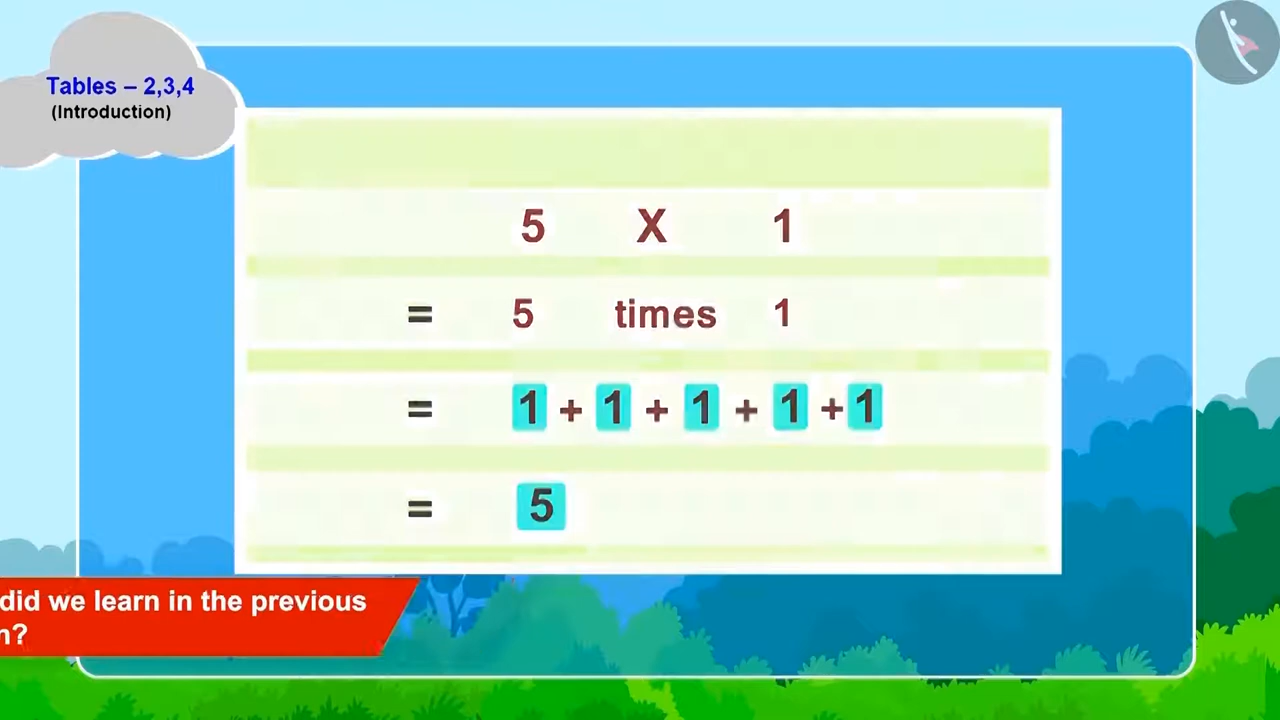 Tables – 2,3,4
(Introduction)
5 X 1
= 5 times 1
= 1 + 1 + 1 + 1 + 1
= 5
did we learn in the previous
?